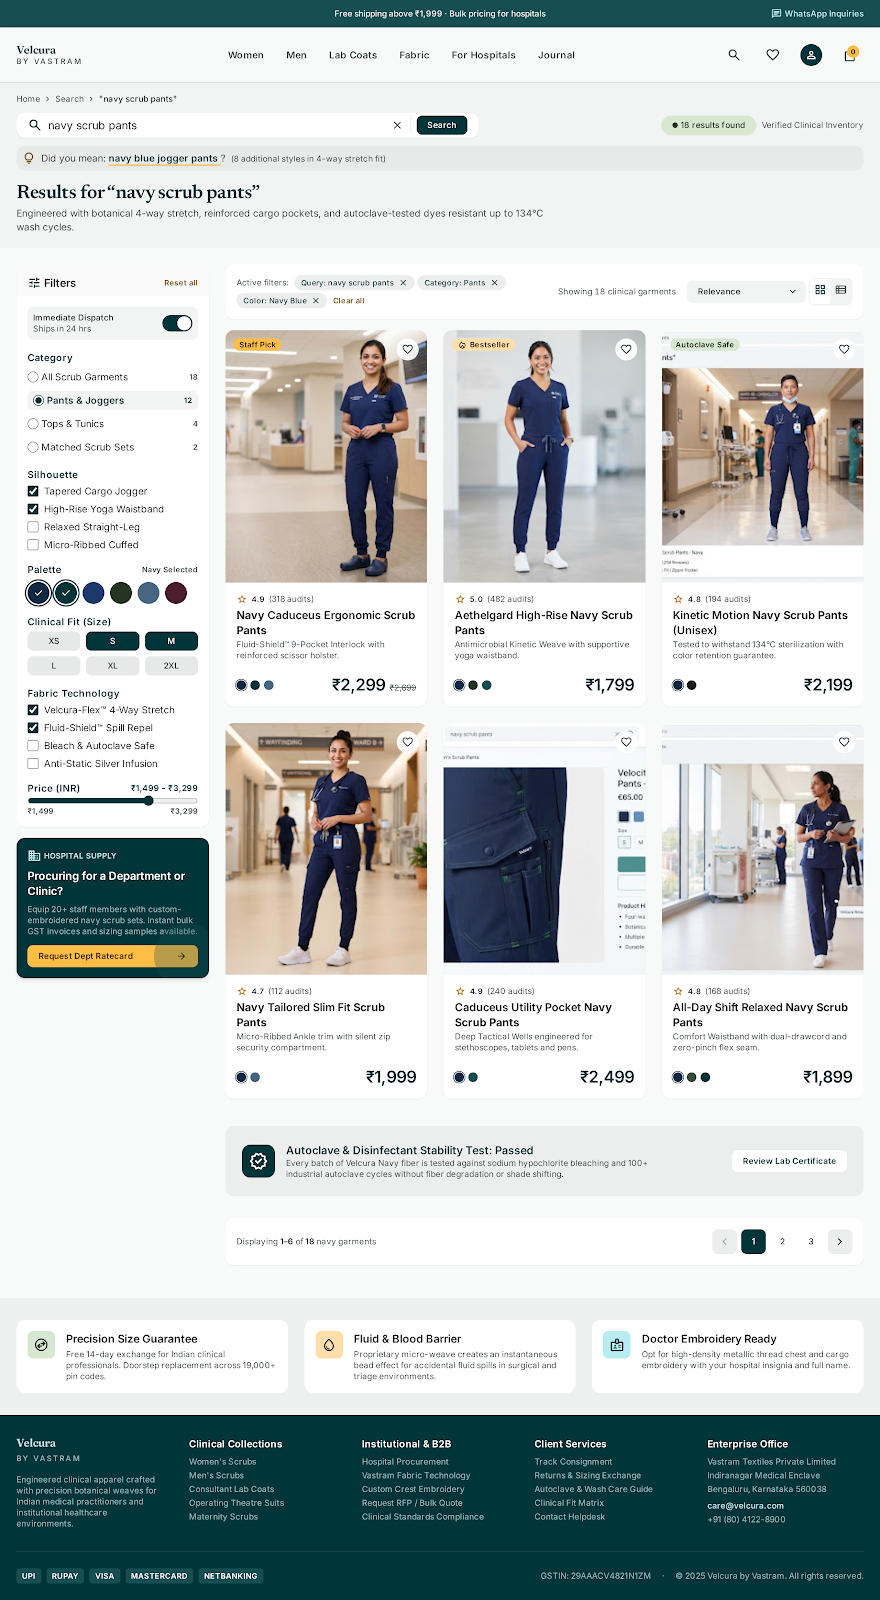 Free shipping above ₹1,999 · Bulk pricing for hospitals
WhatsApp Inquiries
Velcura
BY VASTRAM
Women
Men
Lab Coats
Fabric
For Hospitals
Journal
0
Home > Search > "navy scrub pants"
navy scrub pants
Search
18 results found
Verified Clinical Inventory
Did you mean: navy blue jogger pants ? (8 additional styles in 4-way stretch fit)
Results for “navy scrub pants”
Engineered with botanical 4-way stretch, reinforced cargo pockets, and autoclave-tested dyes resistant up to 134°C
wash cycles.
Filters
Reset all
Immediate Dispatch
Ships in 24 hrs
Category
All Scrub Garments 18
Pants & Joggers 12
Tops & Tunics 4
Matched Scrub Sets 2
Silhouette
Tapered Cargo Jogger
High-Rise Yoga Waistband
Relaxed Straight-Leg
Micro-Ribbed Cuffed
Palette
Navy Selected
Clinical Fit (Size)
XS S M
L XL 2XL
Fabric Technology
Velcura-Flex™ 4-Way Stretch
Fluid-Shield™ Spill Repel
Bleach & Autoclave Safe
Anti-Static Silver Infusion
Price (INR) ₹1,499 - ₹3,299
₹1,499 ₹3,299
HOSPITAL SUPPLY
Procuring for a Department or
Clinic?
Equip 20+ staff members with custom-
embroidered navy scrub sets. Instant bulk
GST invoices and sizing samples available.
Request Dept Ratecard
Active filters:
Query: navy scrub pants
Category: Pants
Color: Navy Blue
Clear all
Showing 18 clinical garments
Relevance
Staff Pick
4.9 (318 audits)
Navy Caduceus Ergonomic Scrub
Pants
Fluid-Shield™ 9-Pocket Interlock with
reinforced scissor holster.
₹2,299 ₹2,699
Bestseller
5.0 (482 audits)
Aethelgard High-Rise Navy Scrub
Pants
Antimicrobial Kinetic Weave with supportive
yoga waistband.
₹1,799
Autoclave Safe
Scrub Pants · Navy
4.8 (194 audits)
Kinetic Motion Navy Scrub Pants
(Unisex)
Tested to withstand 134°C sterilization with
color retention guarantee.
₹2,199
WAYFINDING
WARD B
4.7 (112 audits)
Navy Tailored Slim Fit Scrub
Pants
Micro-Ribbed Ankle trim with silent zip
security compartment.
₹1,999
navy scrub pants
n's Scrub Pants
Velocit
Pants -
€65.00
Size
S M
Product H
4.9 (240 audits)
Caduceus Utility Pocket Navy
Scrub Pants
Deep Tactical Wells engineered for
stethoscopes, tablets and pens.
₹2,499
4.8 (168 audits)
All-Day Shift Relaxed Navy Scrub
Pants
Comfort Waistband with dual-drawcord and
zero-pinch flex seam.
₹1,899
Autoclave & Disinfectant Stability Test: Passed
Every batch of Velcura Navy fiber is tested against sodium hypochlorite bleaching and 100+
industrial autoclave cycles without fiber degradation or shade shifting.
Review Lab Certificate
Displaying 1–6 of 18 navy garments
1 2 3
Precision Size Guarantee
Free 14-day exchange for Indian clinical
professionals. Doorstep replacement across 19,000+
pin codes.
Fluid & Blood Barrier
Proprietary micro-weave creates an instantaneous
bead effect for accidental fluid spills in surgical and
triage environments.
Doctor Embroidery Ready
Opt for high-density metallic thread chest and cargo
embroidery with your hospital insignia and full name.
Velcura
BY VASTRAM
Engineered clinical apparel crafted
with precision botanical weaves for
Indian medical practitioners and
institutional healthcare
environments.
Clinical Collections
Women's Scrubs
Men's Scrubs
Consultant Lab Coats
Operating Theatre Suits
Maternity Scrubs
Institutional & B2B
Hospital Procurement
Vastram Fabric Technology
Custom Crest Embroidery
Request RFP / Bulk Quote
Clinical Standards Compliance
Client Services
Track Consignment
Returns & Sizing Exchange
Autoclave & Wash Care Guide
Clinical Fit Matrix
Contact Helpdesk
Enterprise Office
Vastram Textiles Private Limited
Indiranagar Medical Enclave
Bengaluru, Karnataka 560038
care@velcura.com
+91 (80) 4122-8900
UPI
RUPAY
VISA
MASTERCARD
NETBANKING
GSTIN: 29AAACV4821N1ZM · © 2025 Velcura by Vastram. All rights reserved.